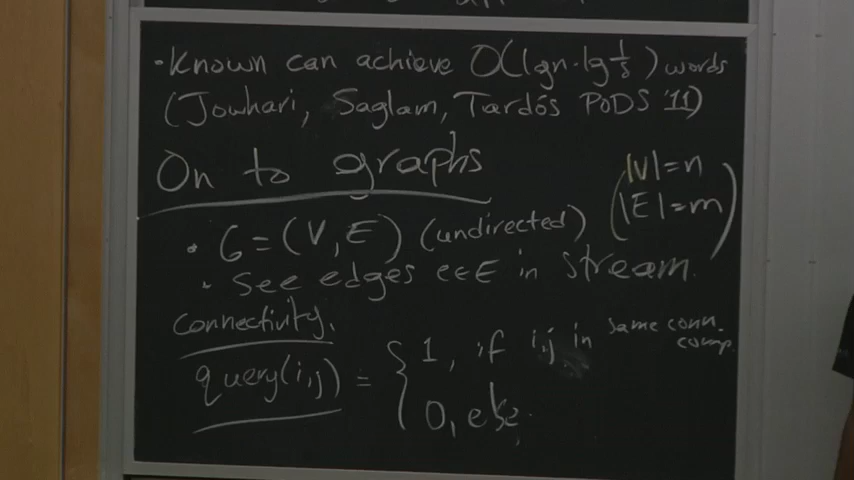 • Known can achieve O(lgn·lg 1/δ) words
(Jowhari, Saglam, Tardós PODS '11)
On to graphs
(|V|=n
|E|=m)
• G=(V,E) (undirected)
• See edges e∈E in stream.
Connectivity.
query(i,j) = { 1, if i,j in same conn. comp.
0, else.